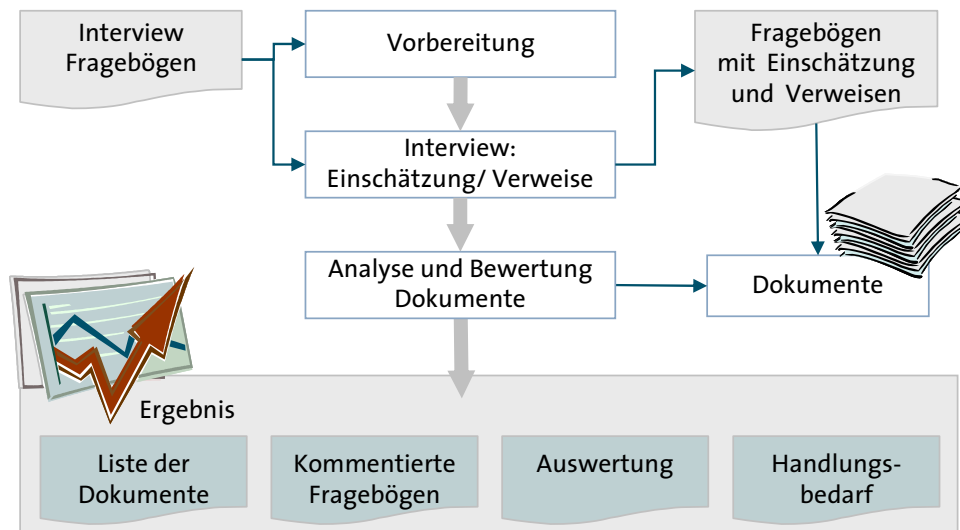 Interview
Fragebögen
Vorbereitung
Fragebögen
mit Einschätzung
und Verweisen
Interview:
Einschätzung/ Verweise
Analyse und Bewertung
Dokumente
Dokumente
Ergebnis
Liste der
Dokumente
Kommentierte
Fragebögen
Auswertung
Handlungs-
bedarf